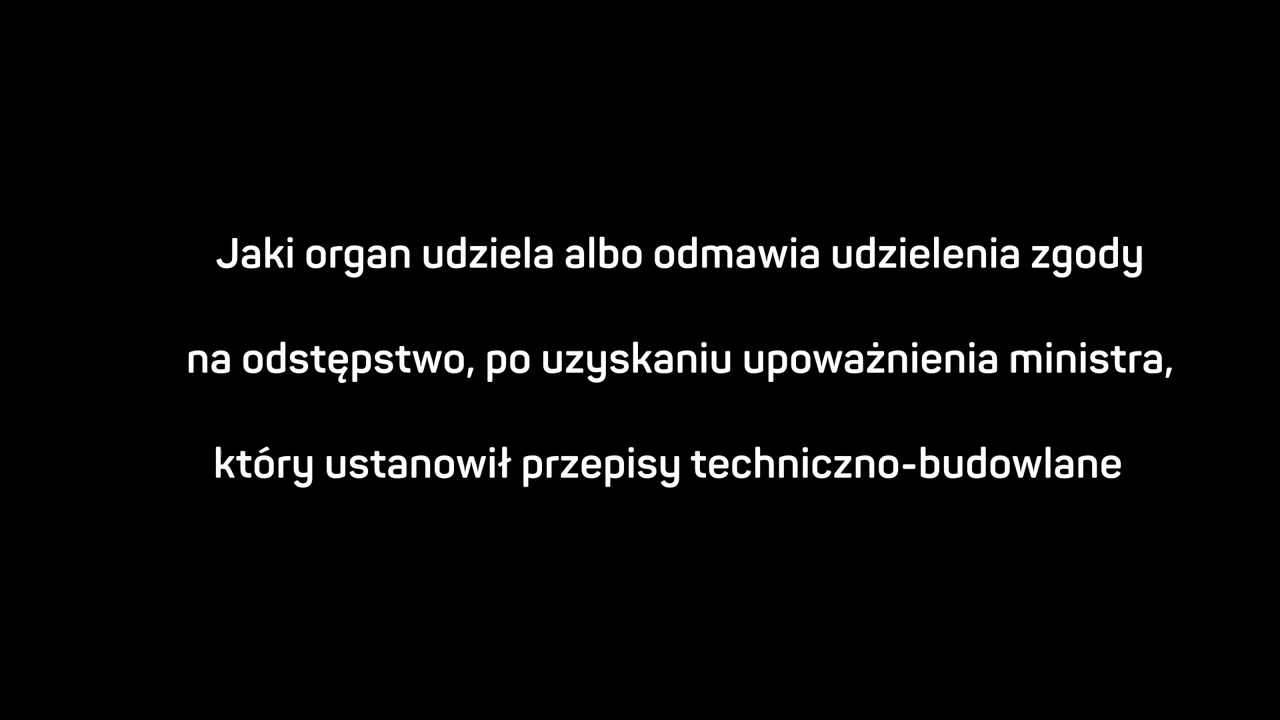 Jaki organ udziela albo odmawia udzielenia zgody
na odstępstwo, po uzyskaniu upoważnienia ministra,
który ustanowił przepisy techniczno-budowlane